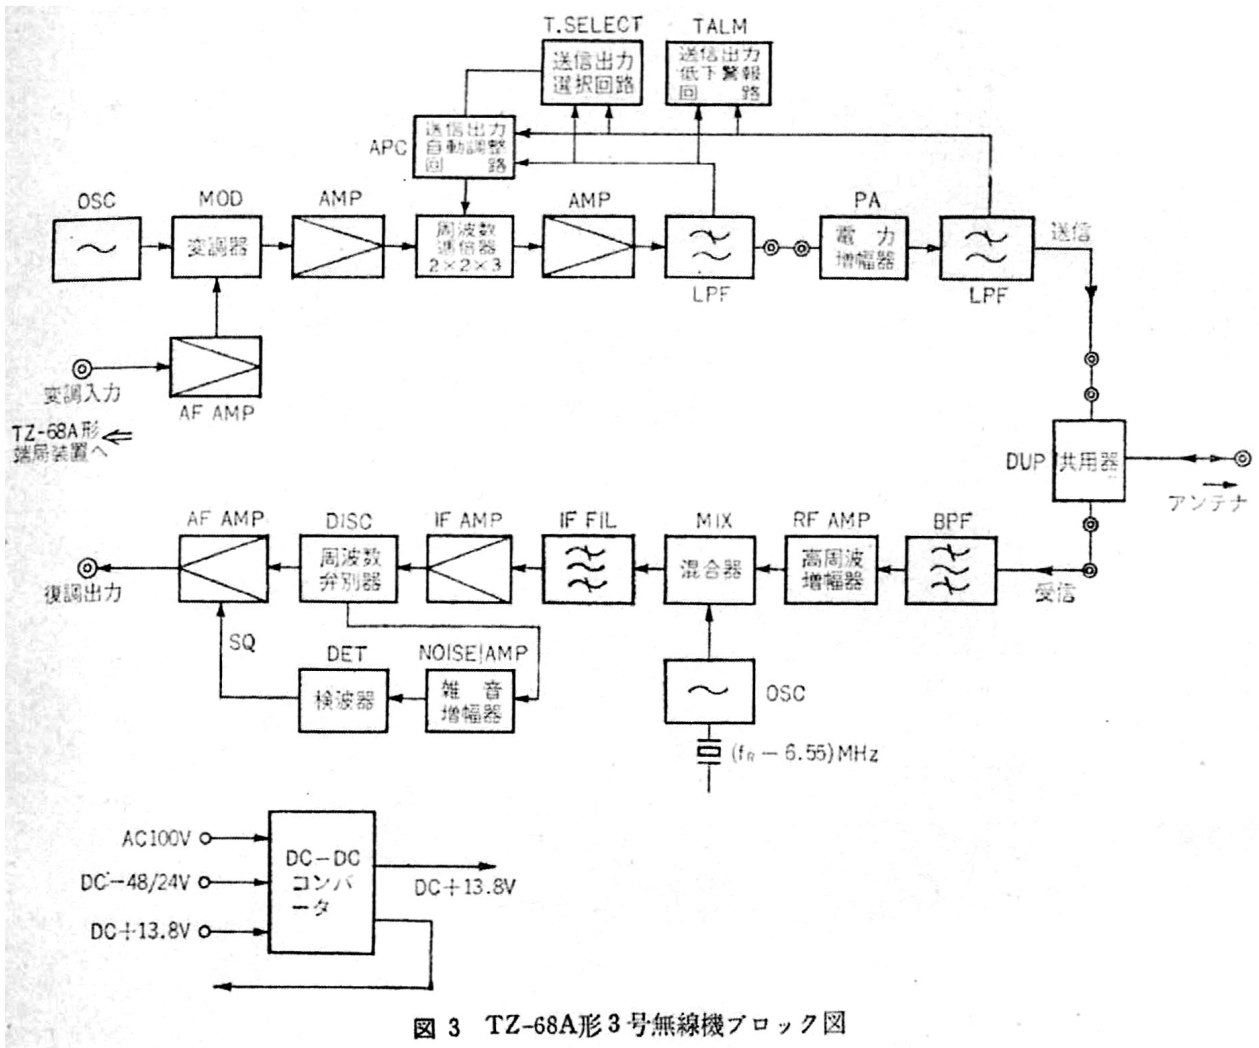 T.SELECT
送信出力
選択回路
TALM
送信出力
低下警報
回　路
APC
送信出力
自動調整
回　路
OSC
MOD
変調器
AMP
周波数
逓倍器
2×2×3
AMP
LPF
PA
電力
増幅器
LPF
送信
変調入力
AF AMP
TZ-68A形
端局装置へ
DUP
共用器
アンテナ
AF AMP
復調出力
DISC
周波数
弁別器
IF AMP
IF FIL
MIX
混合器
RF AMP
高周波
増幅器
BPF
受信
SQ
DET
検波器
NOISE AMP
雑音
増幅器
OSC
(fR－6.55)MHz
AC100V
DC－48/24V
DC＋13.8V
DC－DC
コンバ
ータ
DC＋13.8V
図 3　TZ-68A形3号無線機ブロック図